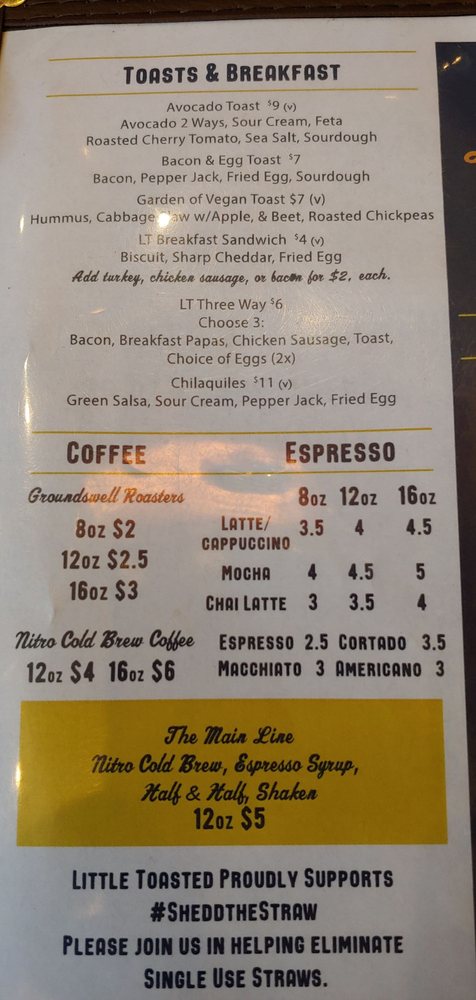 TOASTS & BREAKFAST
Avocado Toast $9 (v)
Avocado 2 Ways, Sour Cream, Feta
Roasted Cherry Tomato, Sea Salt, Sourdough
Bacon & Egg Toast $7
Bacon, Pepper Jack, Fried Egg, Sourdough
Garden of Vegan Toast $7 (v)
Hummus, Cabbage w/Apple, & Beet, Roasted Chickpeas
LT Breakfast Sandwich $4 (v)
Biscuit, Sharp Cheddar, Fried Egg
Add turkey, chicken sausage, or bacon for $2, each.
LT Three Way $6
Choose 3:
Bacon, Breakfast Papas, Chicken Sausage, Toast,
Choice of Eggs (2x)
Chilaquiles $11 (v)
Green Salsa, Sour Cream, Pepper Jack, Fried Egg
COFFEE
Groundswell Roasters
8oz $2
12oz $2.5
16oz $3
Nitro Cold Brew Coffee
12oz $4 16oz $6
ESPRESSO
8oz 12oz 16oz
LATTE/
CAPPUCCINO 3.5 4 4.5
MOCHA 4 4.5 5
CHAI LATTE 3 3.5 4
ESPRESSO 2.5 CORTADO 3.5
MACCHIATO 3 AMERICANO 3
The Main Line
Nitro Cold Brew, Espresso Syrup,
Half & Half, Shaken
12oz $5
LITTLE TOASTED PROUDLY SUPPORTS
#SHEDDTHESTRAW
PLEASE JOIN US IN HELPING ELIMINATE
SINGLE USE STRAWS.